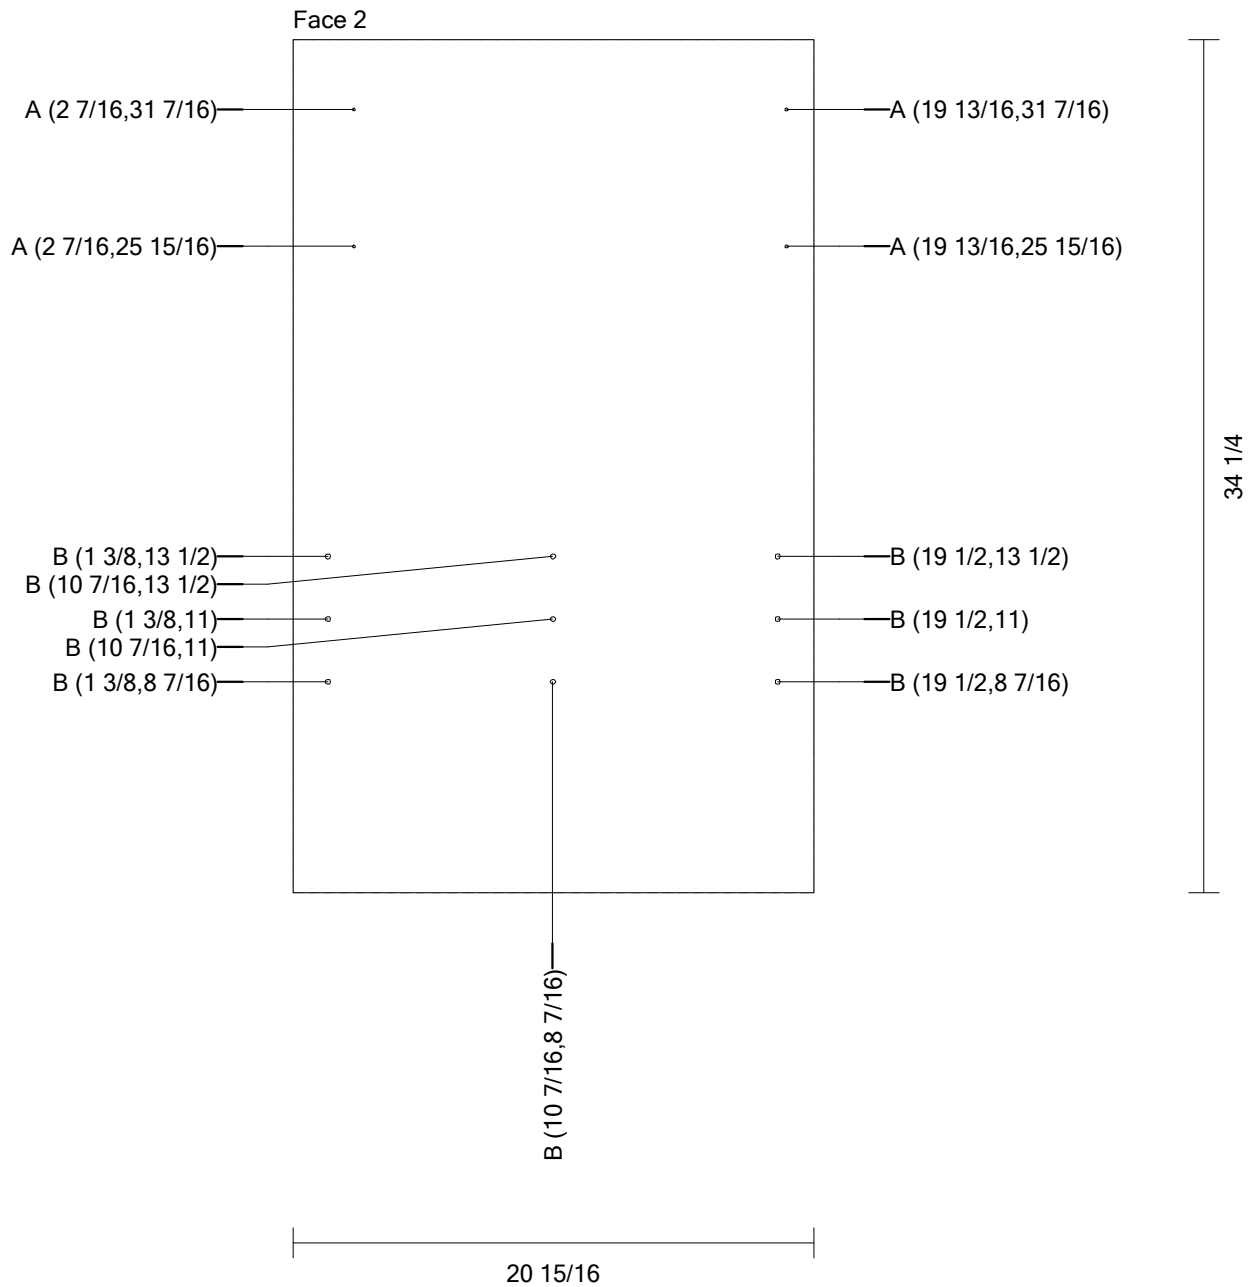 Face 2
A (2 7/16,31 7/16)
A (19 13/16,31 7/16)
A (2 7/16,25 15/16)
A (19 13/16,25 15/16)
34 1/4
B (1 3/8,13 1/2)
B (19 1/2,13 1/2)
B (10 7/16,13 1/2)
B (1 3/8,11)
B (19 1/2,11)
B (10 7/16,11)
B (1 3/8,8 7/16)
B (19 1/2,8 7/16)
B (10 7/16,8 7/16)
20 15/16